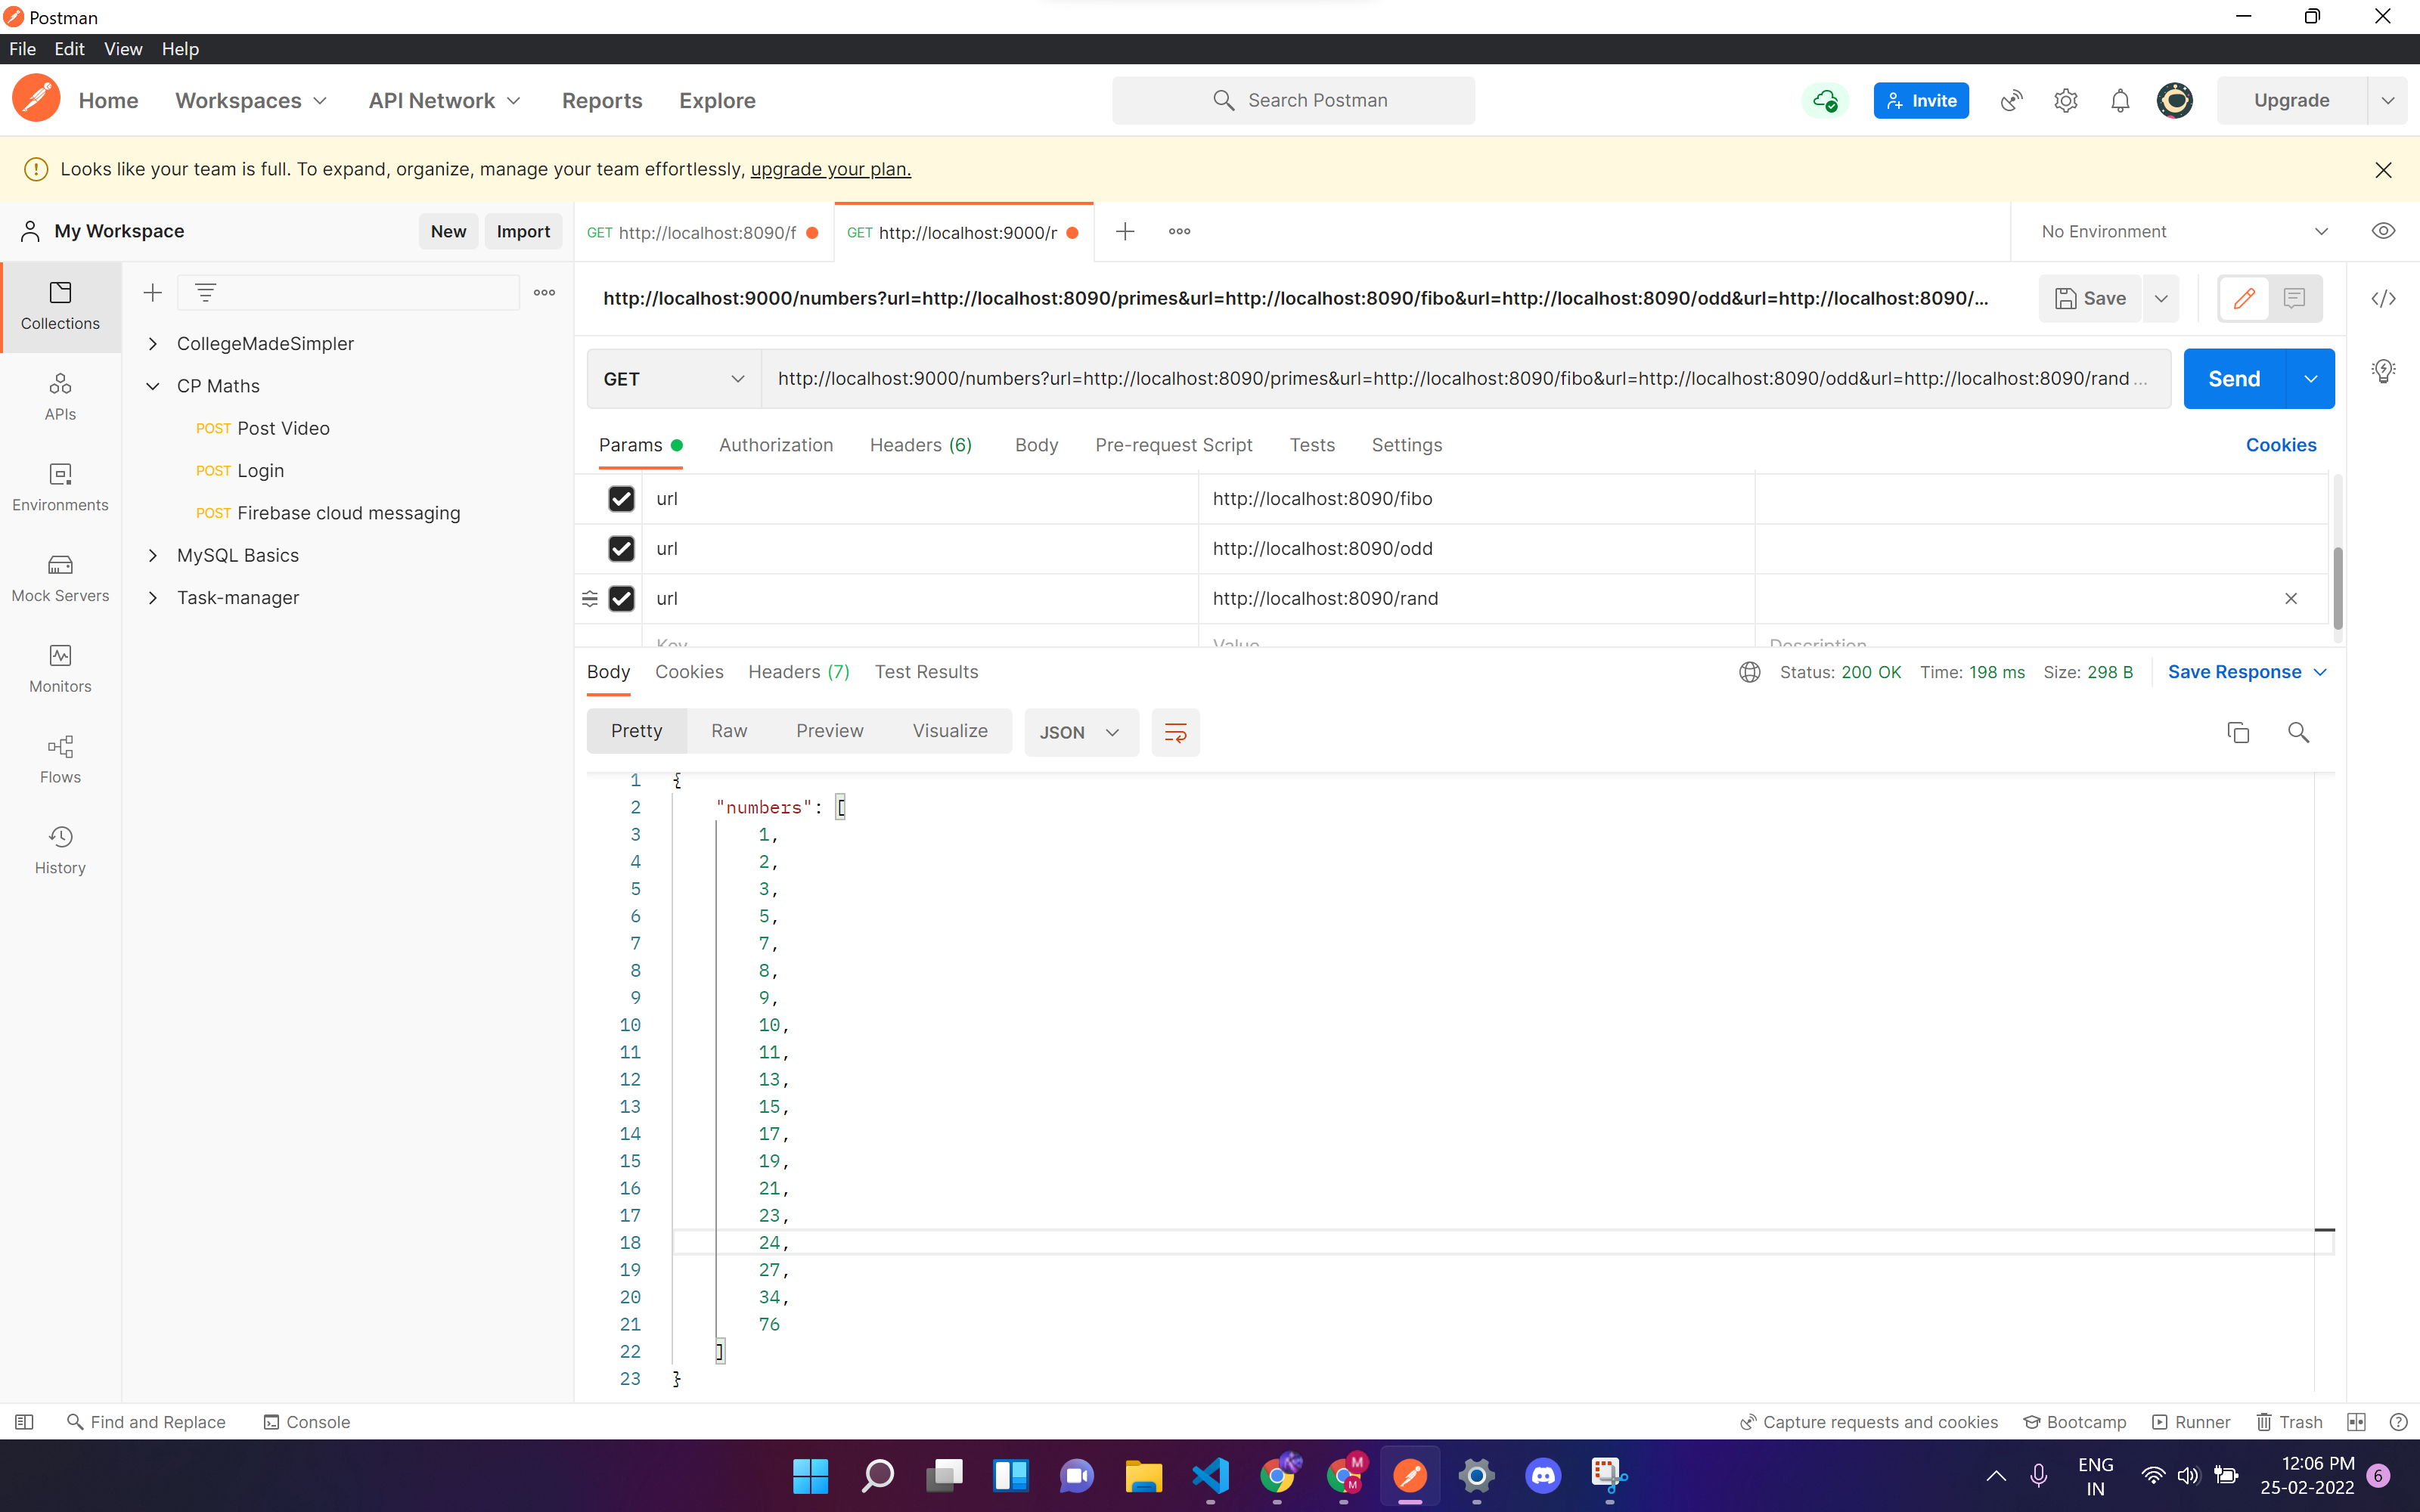 Postman
File Edit View Help
Home Workspaces API Network Reports Explore Search Postman Invite Upgrade
Looks like your team is full. To expand, organize, manage your team effortlessly, upgrade your plan.
My Workspace New Import GET http://localhost:8090/f GET http://localhost:9000/r No Environment
http://localhost:9000/numbers?url=http://localhost:8090/primes&url=http://localhost:8090/fibo&url=http://localhost:8090/odd&url=http://localhost:8090/... Save
Collections
APIs
Environments
Mock Servers
Monitors
Flows
History
CollegeMadeSimpler
CP Maths
POST Post Video
POST Login
POST Firebase cloud messaging
MySQL Basics
Task-manager
GET http://localhost:9000/numbers?url=http://localhost:8090/primes&url=http://localhost:8090/fibo&url=http://localhost:8090/odd&url=http://localhost:8090/rand ... Send
Params Authorization Headers (6) Body Pre-request Script Tests Settings Cookies
url http://localhost:8090/fibo
url http://localhost:8090/odd
url http://localhost:8090/rand
Key Value Description
Body Cookies Headers (7) Test Results Status: 200 OK Time: 198 ms Size: 298 B Save Response
Pretty Raw Preview Visualize JSON
1 {
2 "numbers": [
3 1,
4 2,
5 3,
6 5,
7 7,
8 8,
9 9,
10 10,
11 11,
12 13,
13 15,
14 17,
15 19,
16 21,
17 23,
18 24,
19 27,
20 34,
21 76
22 ]
23 }
Find and Replace Console Capture requests and cookies Bootcamp Runner Trash
M
M
ENG
IN
12:06 PM
25-02-2022
6